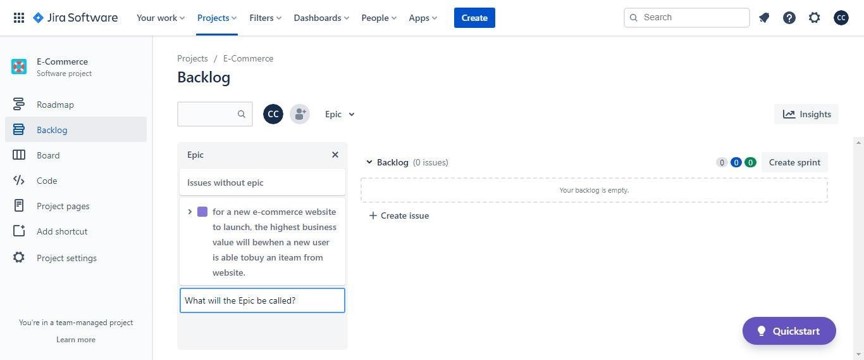 Jira Software
Your work
Projects
Filters
Dashboards
People
Apps
Create
Search
CC
E-Commerce
Software project
Roadmap
Backlog
Board
Code
Project pages
Add shortcut
Project settings
You're in a team-managed project
Learn more
Projects / E-Commerce
Backlog
CC
Epic
Insights
Epic
Issues without epic
for a new e-commerce website
to launch, the highest business
value will bewhen a new user
is able tobuy an iteam from
website.
What will the Epic be called?
Backlog (0 issues)
0 0 0
Create sprint
Your backlog is empty.
+ Create issue
Quickstart